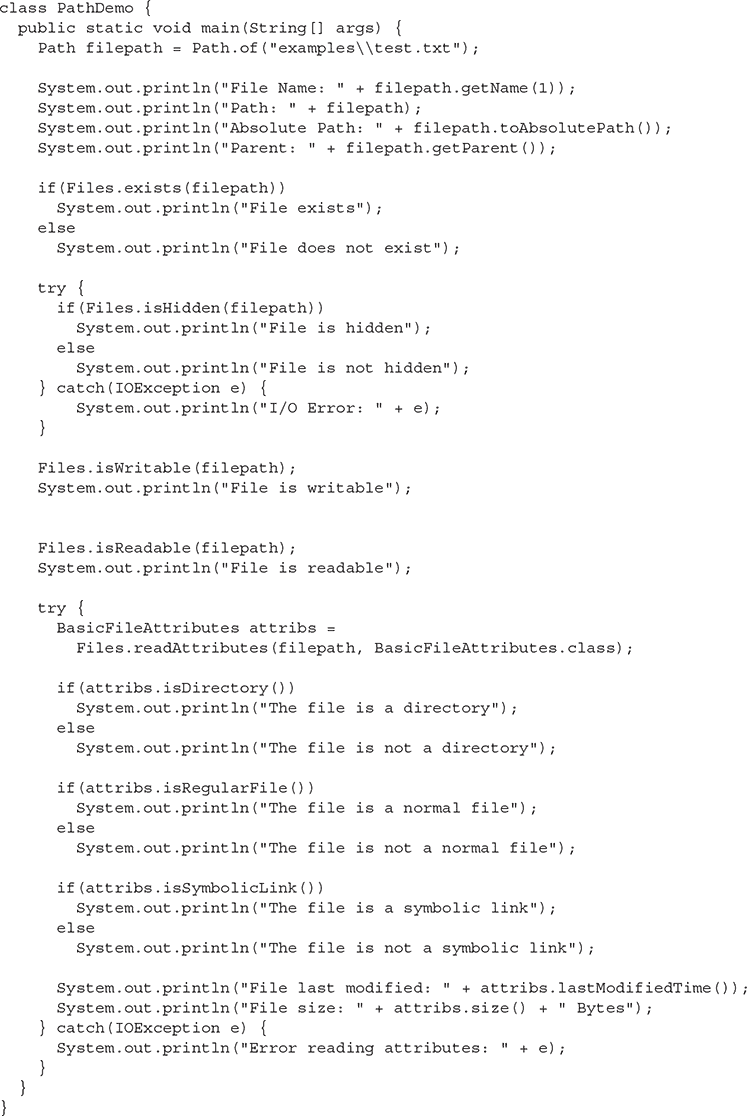 class PathDemo {
  public static void main(String[] args) {
    Path filepath = Path.of("examples\\test.txt");

    System.out.println("File Name: " + filepath.getName(1));
    System.out.println("Path: " + filepath);
    System.out.println("Absolute Path: " + filepath.toAbsolutePath());
    System.out.println("Parent: " + filepath.getParent());

    if(Files.exists(filepath))
      System.out.println("File exists");
    else
      System.out.println("File does not exist");

    try {
      if(Files.isHidden(filepath))
        System.out.println("File is hidden");
      else
        System.out.println("File is not hidden");
    } catch(IOException e) {
        System.out.println("I/O Error: " + e);
    }

    Files.isWritable(filepath);
    System.out.println("File is writable");


    Files.isReadable(filepath);
    System.out.println("File is readable");

    try {
      BasicFileAttributes attribs =
        Files.readAttributes(filepath, BasicFileAttributes.class);

      if(attribs.isDirectory())
        System.out.println("The file is a directory");
      else
        System.out.println("The file is not a directory");

      if(attribs.isRegularFile())
        System.out.println("The file is a normal file");
      else
        System.out.println("The file is not a normal file");

      if(attribs.isSymbolicLink())
        System.out.println("The file is a symbolic link");
      else
        System.out.println("The file is not a symbolic link");

      System.out.println("File last modified: " + attribs.lastModifiedTime());
      System.out.println("File size: " + attribs.size() + " Bytes");
    } catch(IOException e) {
      System.out.println("Error reading attributes: " + e);
    }
  }
}